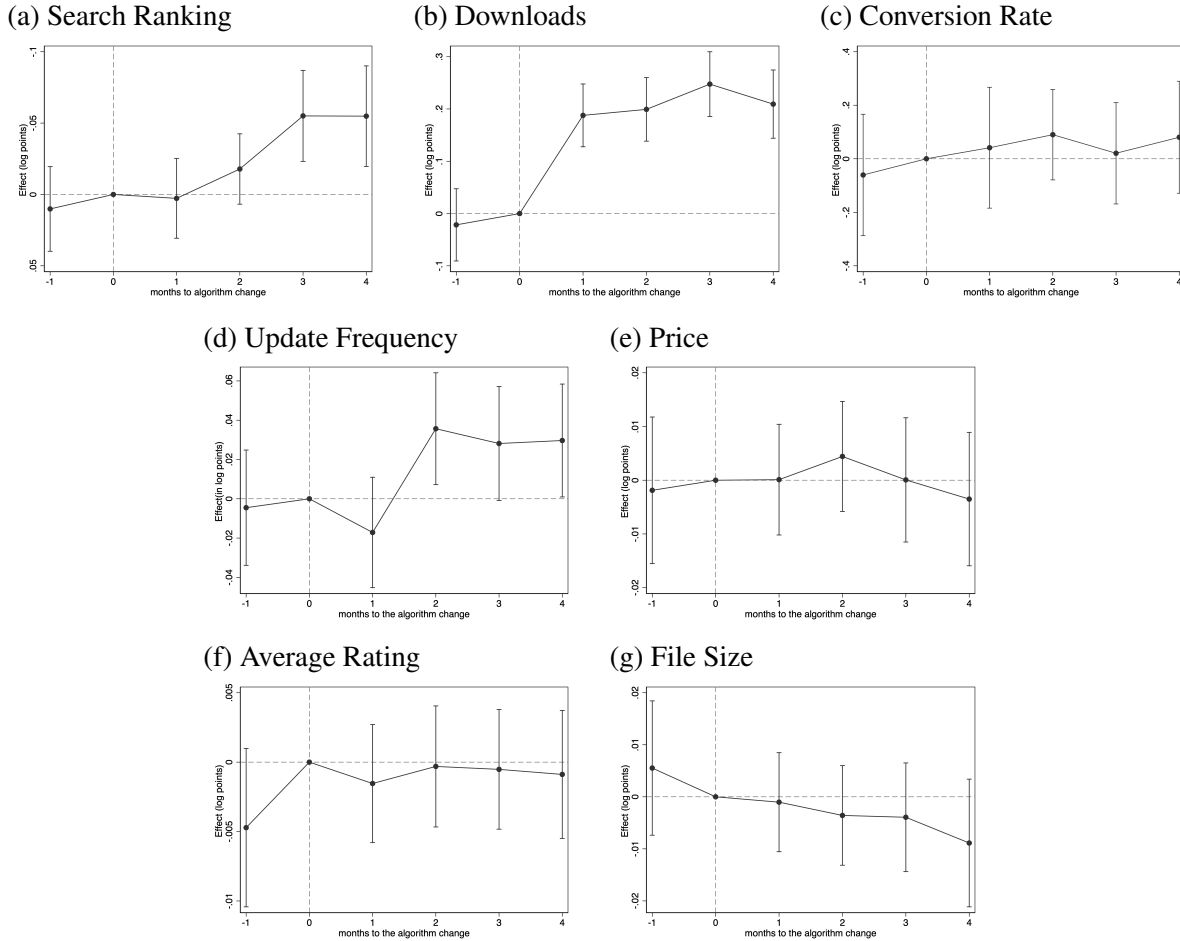 (a) Search Ranking
(b) Downloads
(c) Conversion Rate
Effect (log points)
-.1
-.05
0
.05
-1 0 1 2 3 4
months to algorithm change
Effect (log points)
.3
.2
.1
0
-.1
-1 0 1 2 3 4
months to the algorithm change
Effect (log points)
.4
.2
0
-.2
-.4
-1 0 1 2 3 4
months to algorithm change
(d) Update Frequency
(e) Price
Effect(in log points)
.06
.04
.02
0
-.02
-.04
-1 0 1 2 3 4
months to the algorithm change
Effect (log points)
.02
.01
0
-.01
-.02
-1 0 1 2 3 4
months to the algorithm change
(f) Average Rating
(g) File Size
Effect (log points)
.005
0
-.005
-.01
-1 0 1 2 3 4
months to the algorithm change
Effect (log points)
.02
.01
0
-.01
-.02
-1 0 1 2 3 4
months to the algorithm change